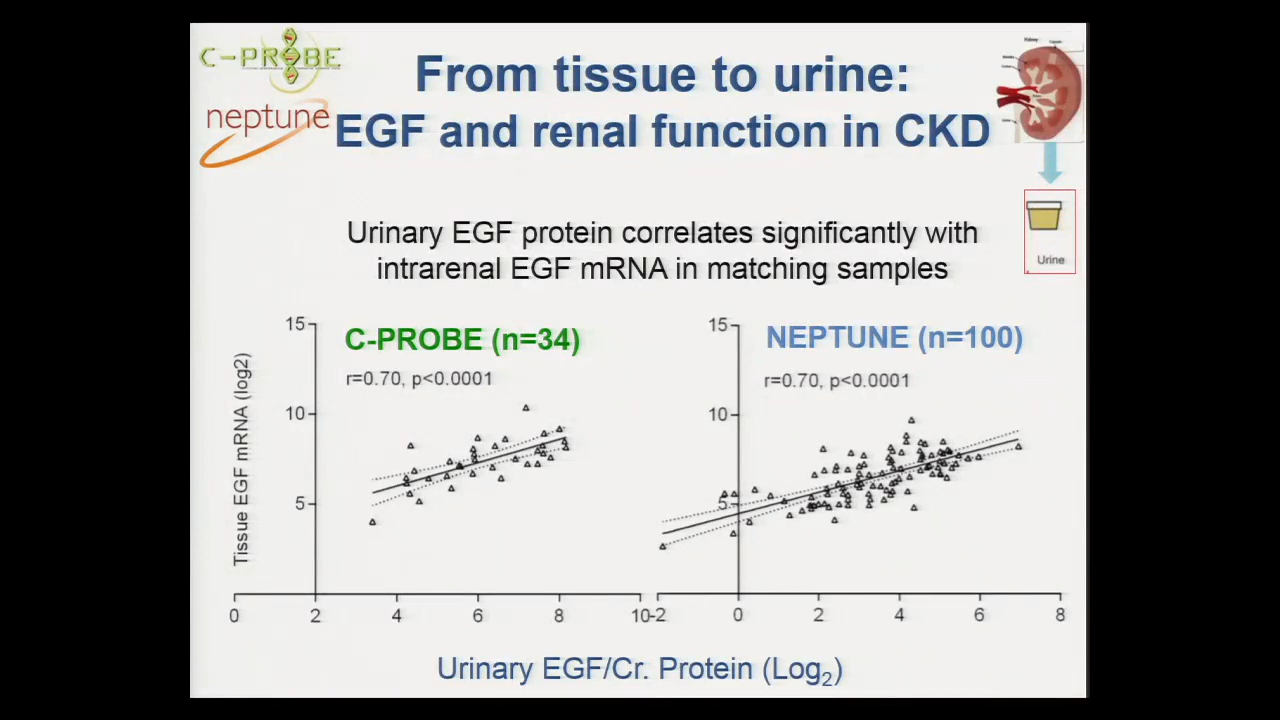 C-PROBE
neptune
From tissue to urine:
EGF and renal function in CKD
Urine
Urinary EGF protein correlates significantly with
intrarenal EGF mRNA in matching samples
C-PROBE (n=34)
r=0.70, p<0.0001
Tissue EGF mRNA (log2)
15
10
5
0 2 4 6 8 10
NEPTUNE (n=100)
r=0.70, p<0.0001
15
10
5
-2 0 2 4 6 8
Urinary EGF/Cr. Protein (Log2)